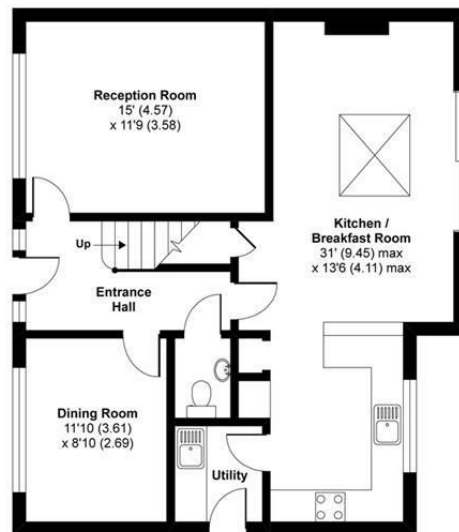 Reception Room
15' (4.57)
x 11'9 (3.58)
Kitchen /
Breakfast Room
31' (9.45) max
x 13'6 (4.11) max
Up
Entrance
Hall
Dining Room
11'10 (3.61)
x 8'10 (2.69)
Utility